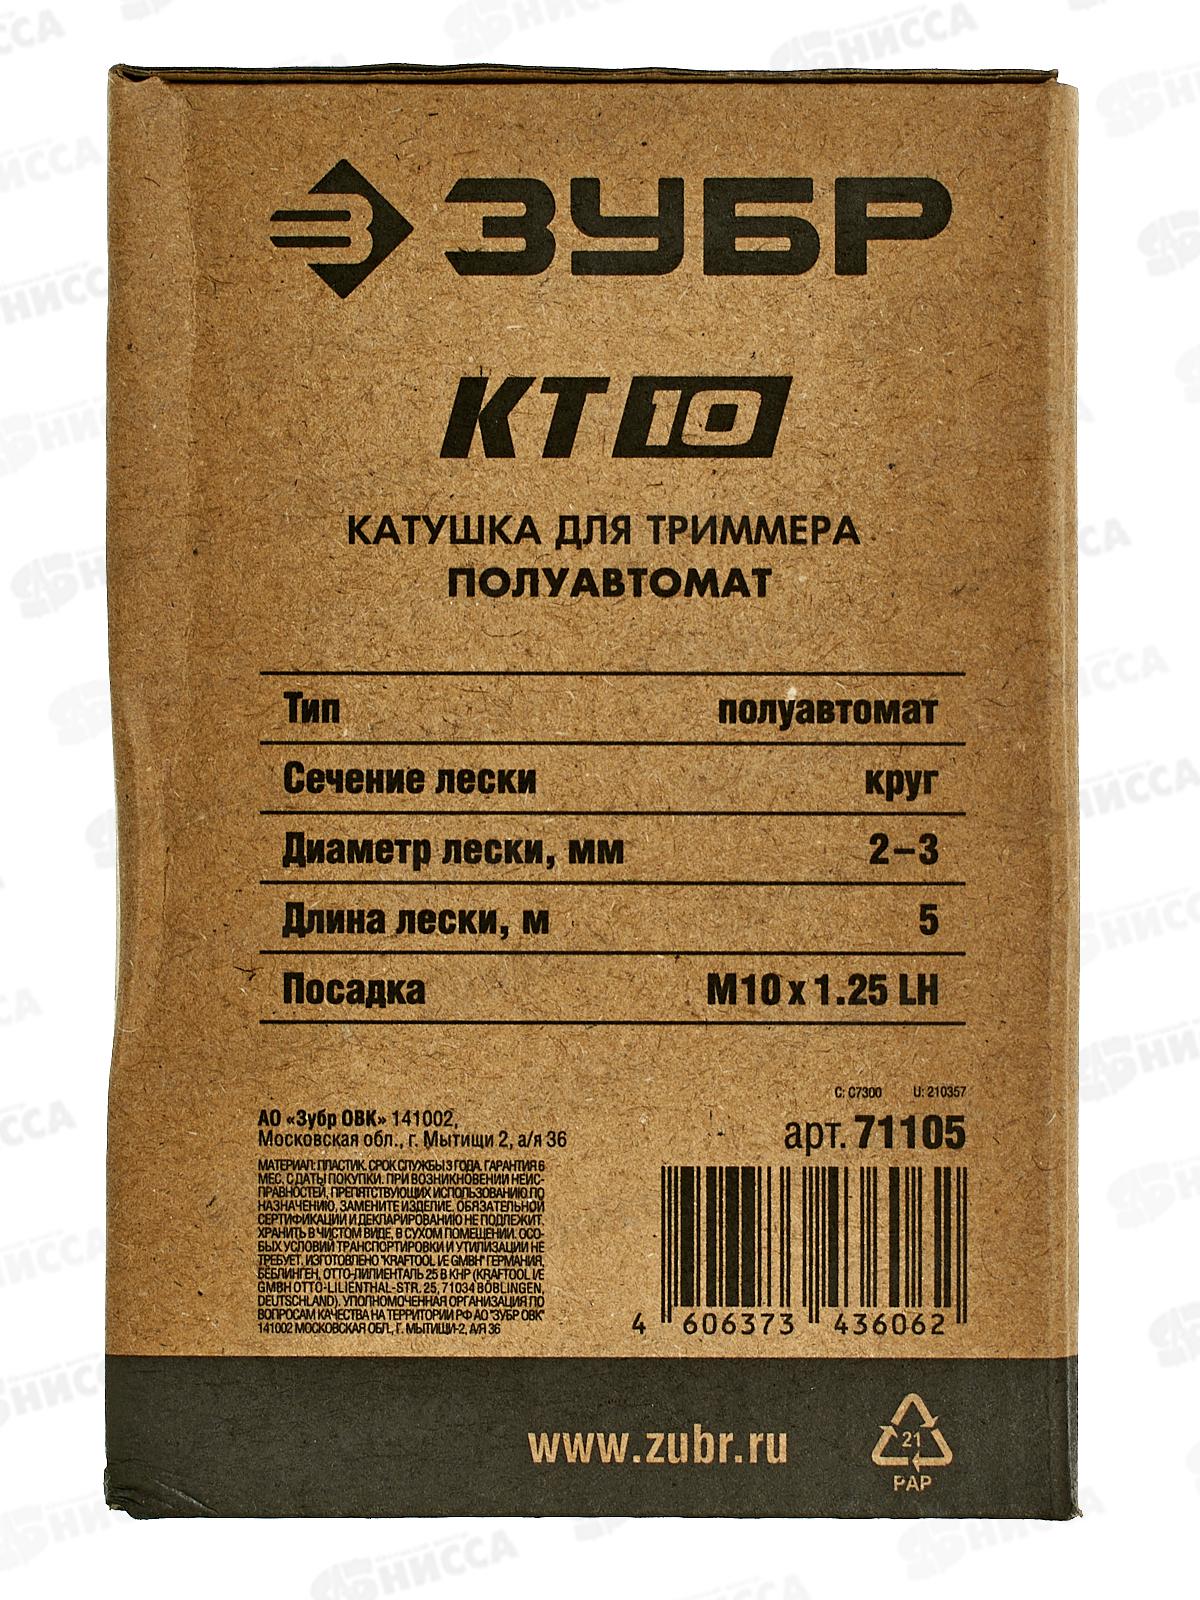 ЗУБР
КТ 10
КАТУШКА ДЛЯ ТРИММЕРА
ПОЛУАВТОМАТ
Тип полуавтомат
Сечение лески круг
Диаметр лески, мм 2–3
Длина лески, м 5
Посадка M10 x 1.25 LH
C: C7300 U: 210357
АО «Зубр ОВК» 141002,
Московская обл., г. Мытищи 2, а/я 36
арт. 71105
МАТЕРИАЛ: ПЛАСТИК. СРОК СЛУЖБЫ 3 ГОДА. ГАРАНТИЯ 6
МЕС. С ДАТЫ ПОКУПКИ. ПРИ ВОЗНИКНОВЕНИИ НЕИС-
ПРАВНОСТЕЙ, ПРЕПЯТСТВУЮЩИХ ИСПОЛЬЗОВАНИЮ ПО
НАЗНАЧЕНИЮ, ЗАМЕНИТЕ ИЗДЕЛИЕ. ОБЯЗАТЕЛЬНОЙ
СЕРТИФИКАЦИИ И ДЕКЛАРИРОВАНИЮ НЕ ПОДЛЕЖИТ.
ХРАНИТЬ В ЧИСТОМ ВИДЕ, В СУХОМ ПОМЕЩЕНИИ. ОСО-
БЫХ УСЛОВИЙ ТРАНСПОРТИРОВКИ И УТИЛИЗАЦИИ НЕ
ТРЕБУЕТ. ИЗГОТОВЛЕНО "KRAFTOOL I/E GMBH" ГЕРМАНИЯ,
БЁБЛИНГЕН, ОТТО-ЛИЛИЕНТАЛЬ 25 В КНР (KRAFTOOL I/E
GMBH OTTO-LILIENTHAL-STR. 25, 71034 BÖBLINGEN,
DEUTSCHLAND). УПОЛНОМОЧЕННАЯ ОРГАНИЗАЦИЯ ПО
ВОПРОСАМ КАЧЕСТВА НА ТЕРРИТОРИИ РФ АО "ЗУБР ОВК"
141002 МОСКОВСКАЯ ОБЛ., Г. МЫТИЩИ-2, А/Я 36
4 606373 436062
www.zubr.ru
21
PAP